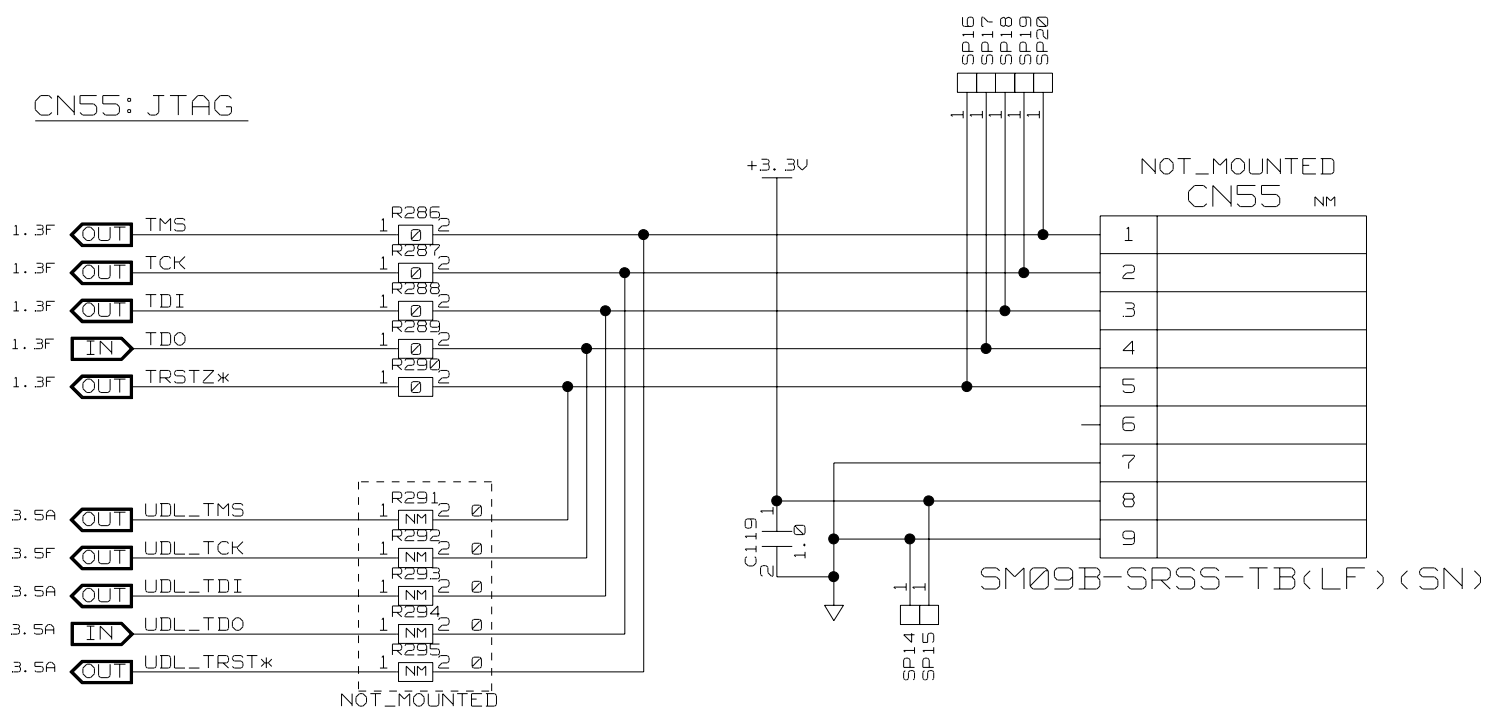 CN55: JTAG
SP16
SP17
SP18
SP19
SP20
1 1 1 1 1
+3.3V
NOT_MOUNTED
CN55 NM
1.3F OUT TMS 1 R286 0 2 1
1.3F OUT TCK 1 R287 0 2 2
1.3F OUT TDI 1 R288 0 2 3
1.3F IN TDO 1 R289 0 2 4
1.3F OUT TRSTZ* 1 R290 0 2 5
6
7
8
9
3.5A OUT UDL_TMS 1 R291 NM 2 0
3.5F OUT UDL_TCK 1 R292 NM 2 0
3.5A OUT UDL_TDI 1 R293 NM 2 0
3.5A IN UDL_TDO 1 R294 NM 2 0
3.5A OUT UDL_TRST* 1 R295 NM 2 0
NOT_MOUNTED
1
C119 1.0
2
1 1
SP14
SP15
SM09B-SRSS-TB(LF)(SN)